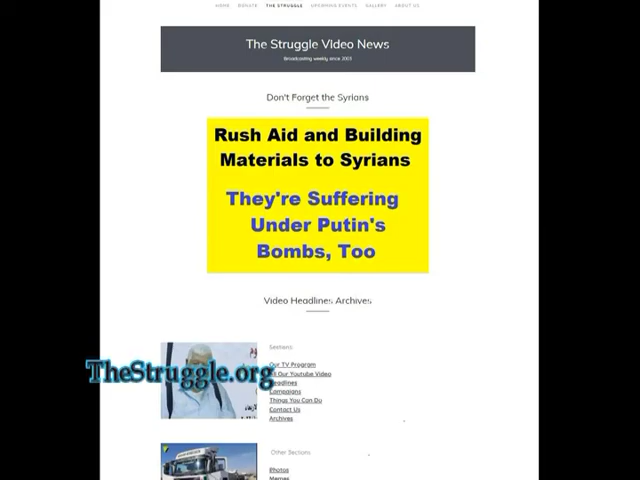 HOME DONATE THE STRUGGLE UPCOMING EVENTS GALLERY ABOUT US
The Struggle Video News
Broadcasting weekly since 2003
Don't Forget the Syrians
Rush Aid and Building
Materials to Syrians
They're Suffering
Under Putin's
Bombs, Too
Video Headlines Archives
Sections
Our TV Program
All Our Youtube Video
Headlines
Campaigns
Things You Can Do
Contact Us
Archives
TheStruggle.org
Other Sections
Photos
Memes